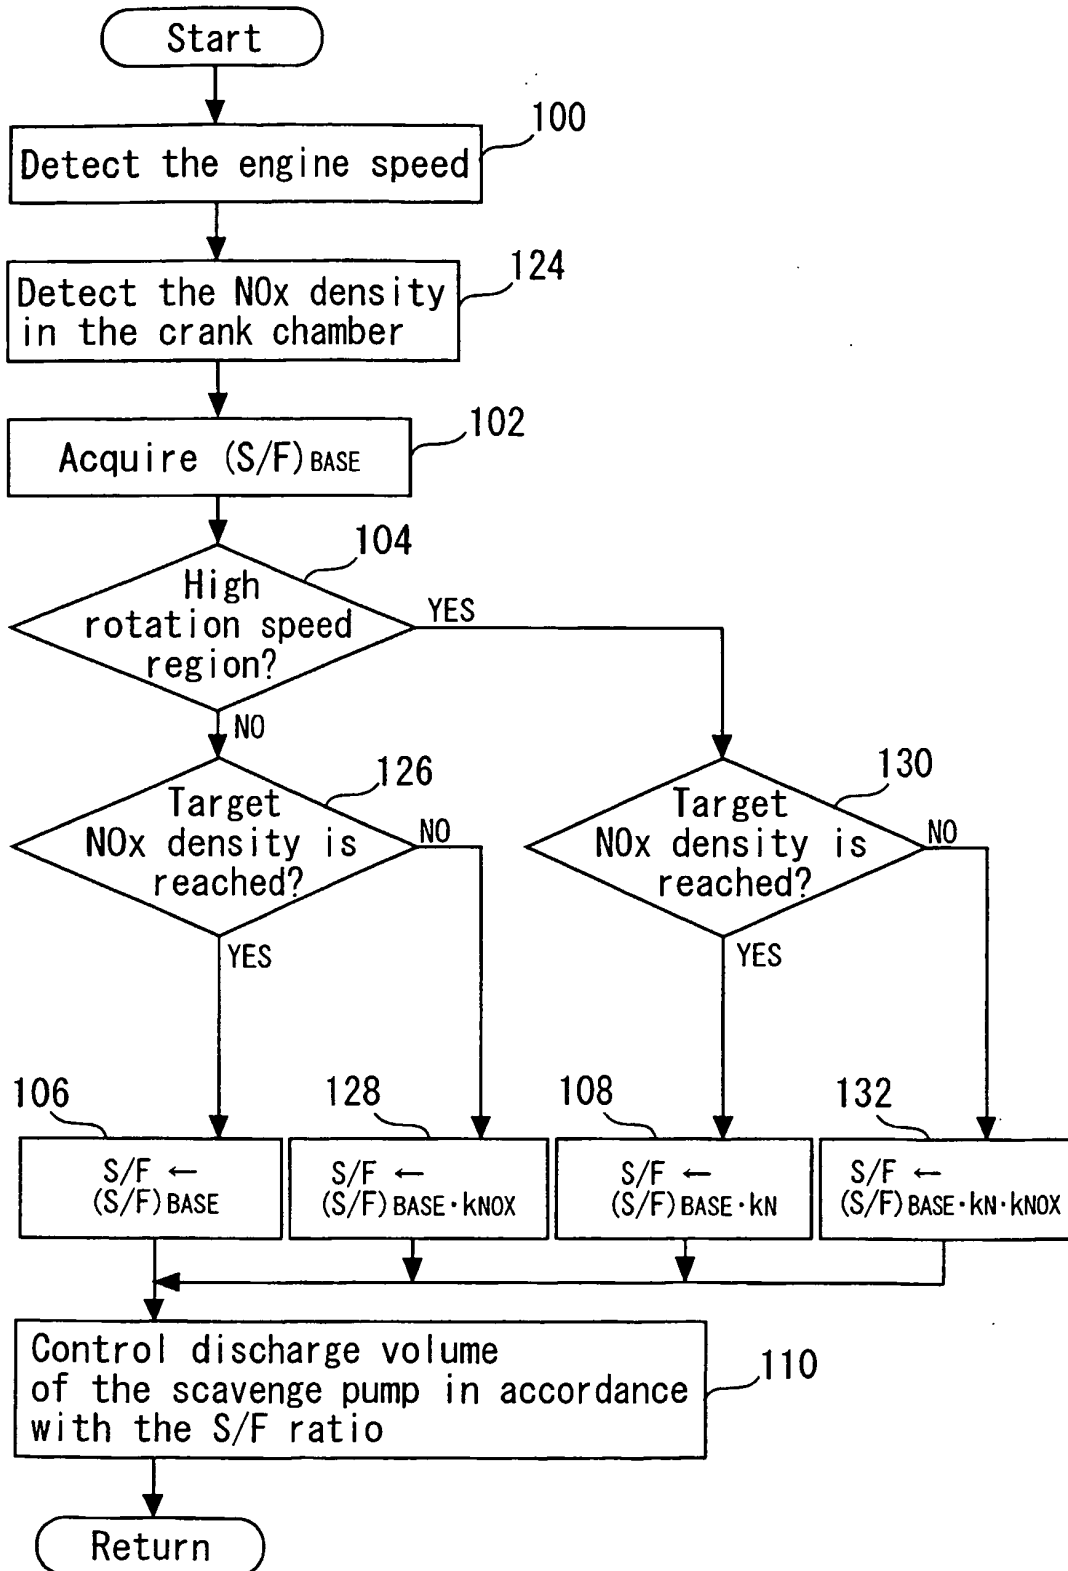 Start
100
Detect the engine speed
124
Detect the NOx density
in the crank chamber
102
Acquire (S/F)BASE
104
High
rotation speed
region?
YES
NO
126
Target
NOx density is
reached?
NO
YES
130
Target
NOx density is
reached?
NO
YES
106
S/F ←
(S/F)BASE
128
S/F ←
(S/F)BASE·kNOX
108
S/F ←
(S/F)BASE·kN
132
S/F ←
(S/F)BASE·kN·kNOX
110
Control discharge volume
of the scavenge pump in accordance
with the S/F ratio
Return